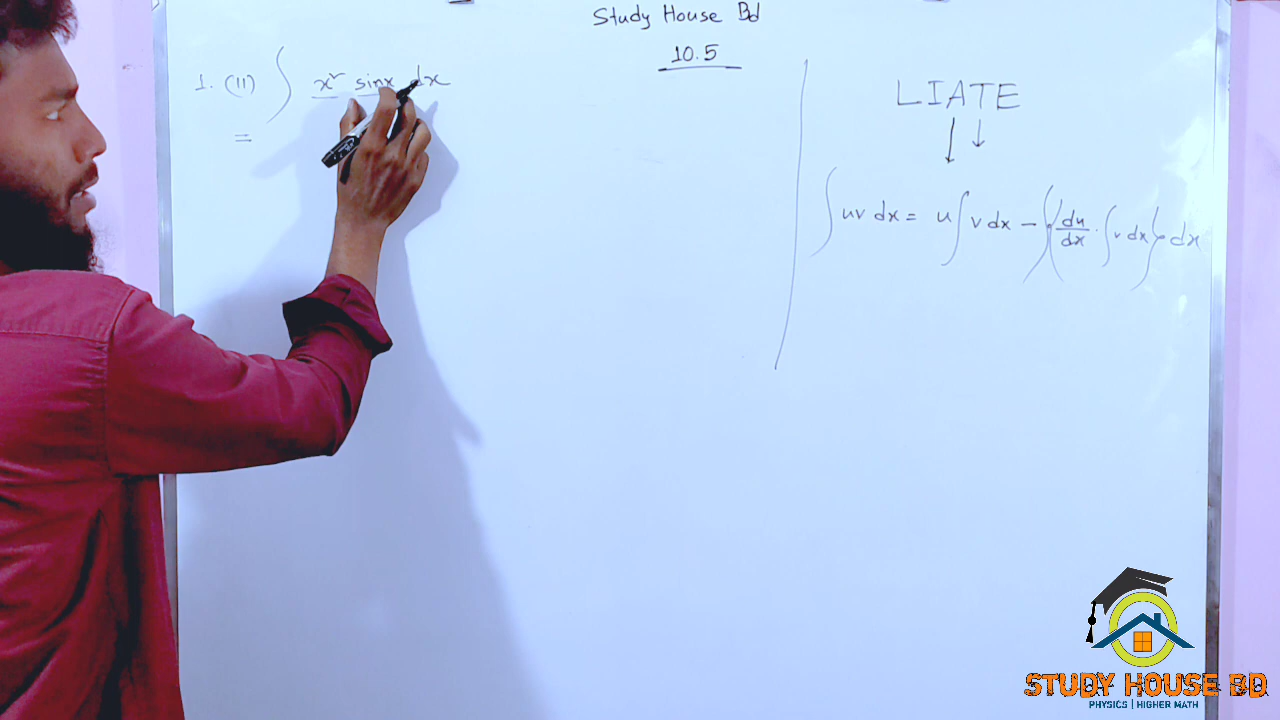 Study House Bd
10.5
1. (II) ∫ x² sinx dx
=
LIATE
∫ uv dx = u ∫ v dx − ∫ { du/dx · ∫ v dx } dx
STUDY HOUSE BD
PHYSICS | HIGHER MATH